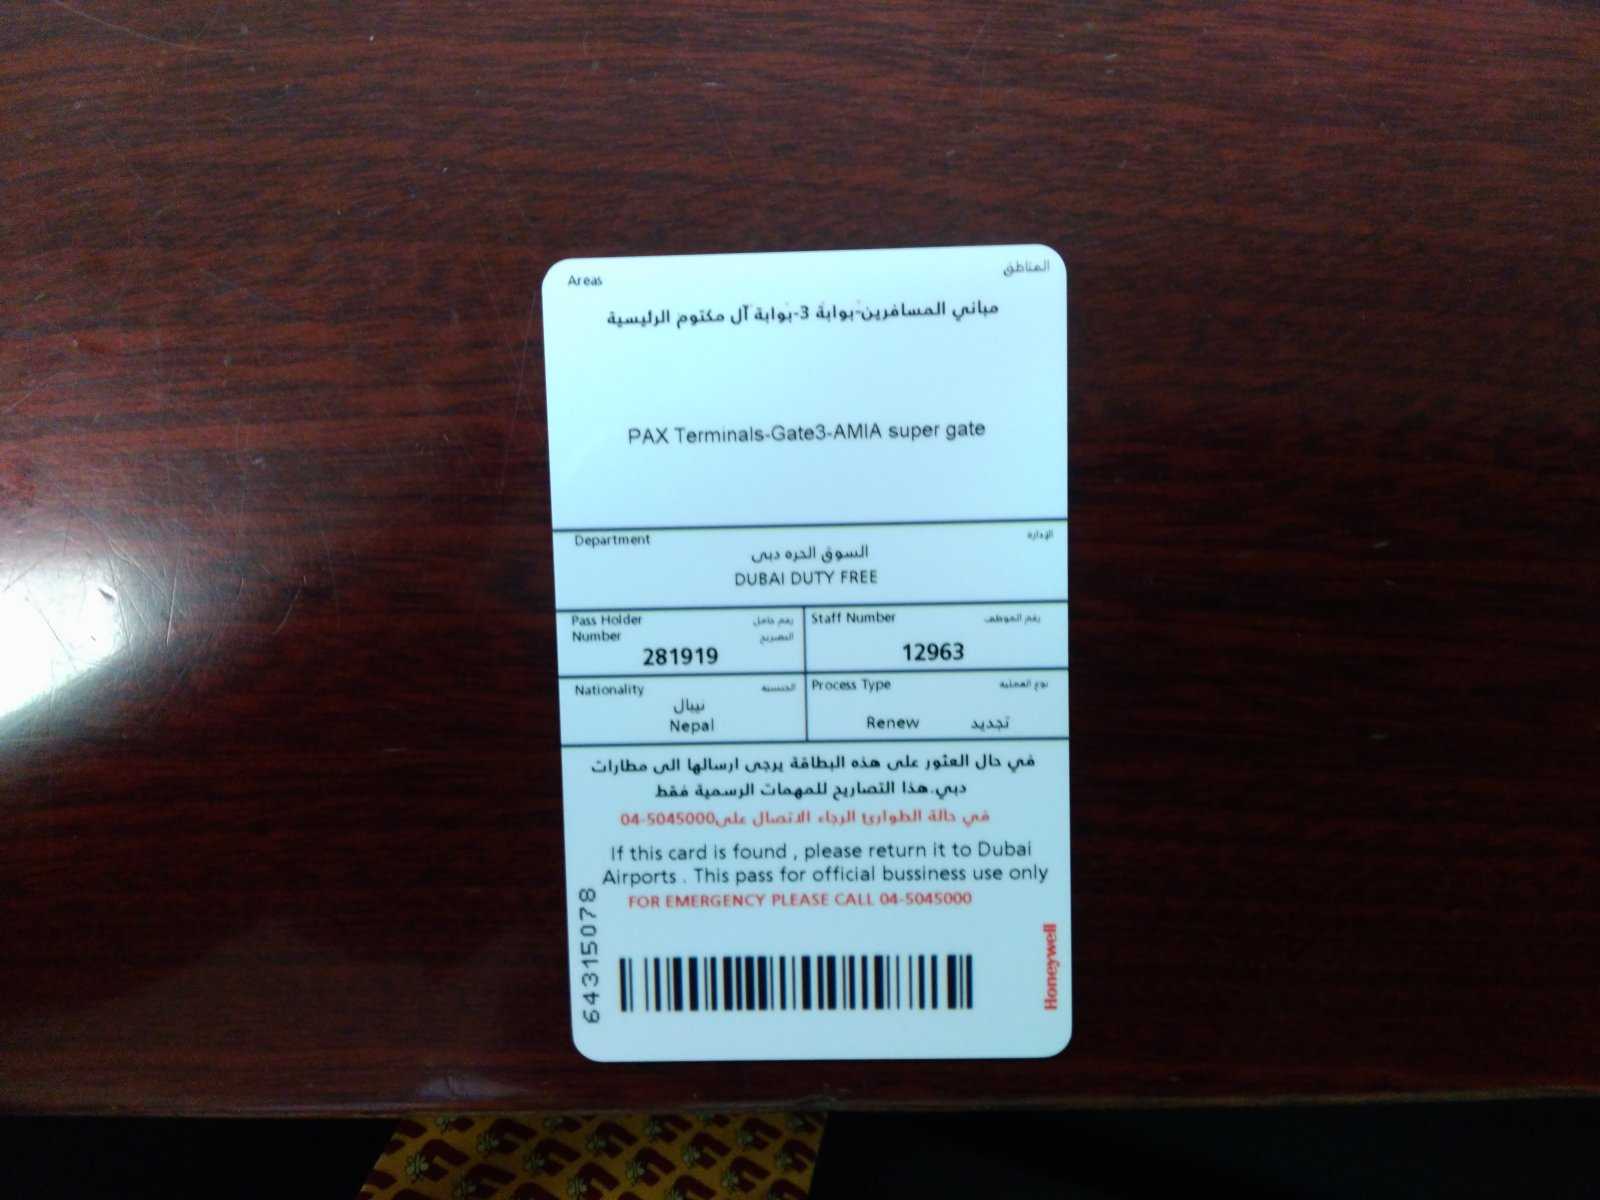 Areas المناطق
مباني المسافرين-بوابة 3-بوابة آل مكتوم الرئيسية
PAX Terminals-Gate3-AMIA super gate
Department الإدارة
السوق الحره دبى
DUBAI DUTY FREE
Pass Holder رقم حامل
Number التصريح
281919
Staff Number رقم الموظف
12963
Nationality الجنسية
نيبال
Nepal
Process Type نوع العملية
Renew تجديد
في حال العثور على هذه البطاقة يرجى ارسالها الى مطارات
دبي.هذا التصاريح للمهمات الرسمية فقط
في حالة الطوارئ الرجاء الاتصال على04-5045000
If this card is found , please return it to Dubai
Airports . This pass for official bussiness use only
FOR EMERGENCY PLEASE CALL 04-5045000
64315078
Honeywell